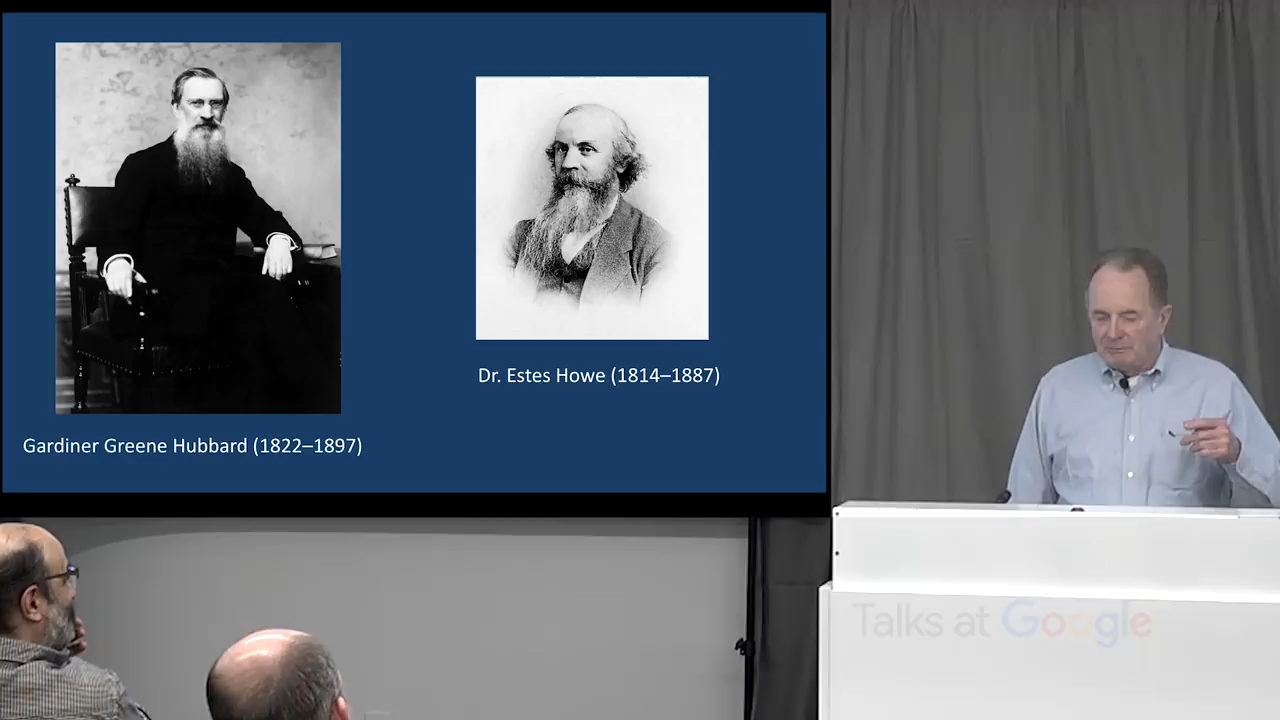 Dr. Estes Howe (1814–1887)
Gardiner Greene Hubbard (1822–1897)
Talks at Google